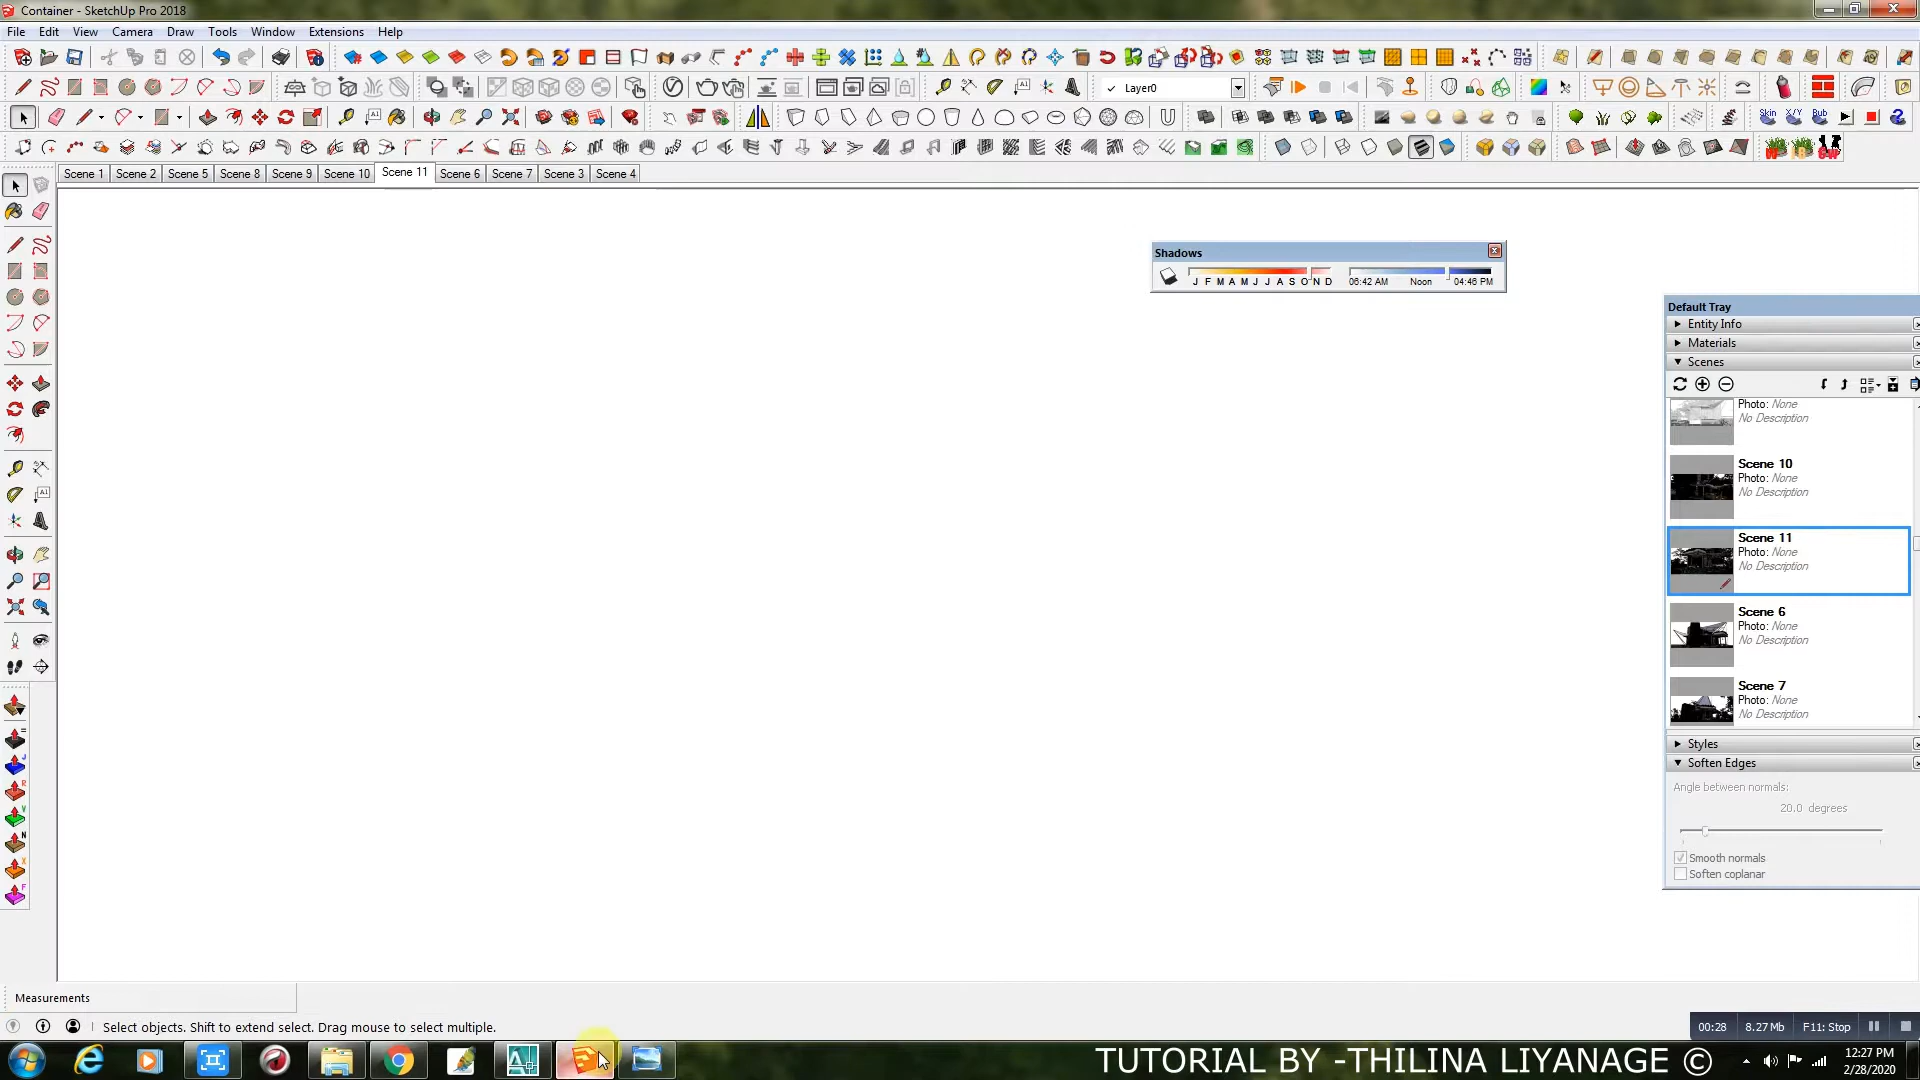 Container - SketchUp Pro 2018
File Edit View Camera Draw Tools Window Extensions Help
Layer0
Skin X/Y Bub
Scene 1 Scene 2 Scene 5 Scene 8 Scene 9 Scene 10 Scene 11 Scene 6 Scene 7 Scene 3 Scene 4
Shadows
J F M A M J J A S O N D 06:42 AM Noon 04:46 PM
Default Tray
Entity Info
Materials
Scenes
Photo: None
No Description
Scene 10
Photo: None
No Description
Scene 11
Photo: None
No Description
Scene 6
Photo: None
No Description
Scene 7
Photo: None
No Description
Styles
Soften Edges
Angle between normals:
20.0 degrees
Smooth normals
Soften coplanar
Measurements
Select objects. Shift to extend select. Drag mouse to select multiple.
00:28 8.27 Mb F11: Stop
TUTORIAL BY -THILINA LIYANAGE ©
12:27 PM
2/28/2020